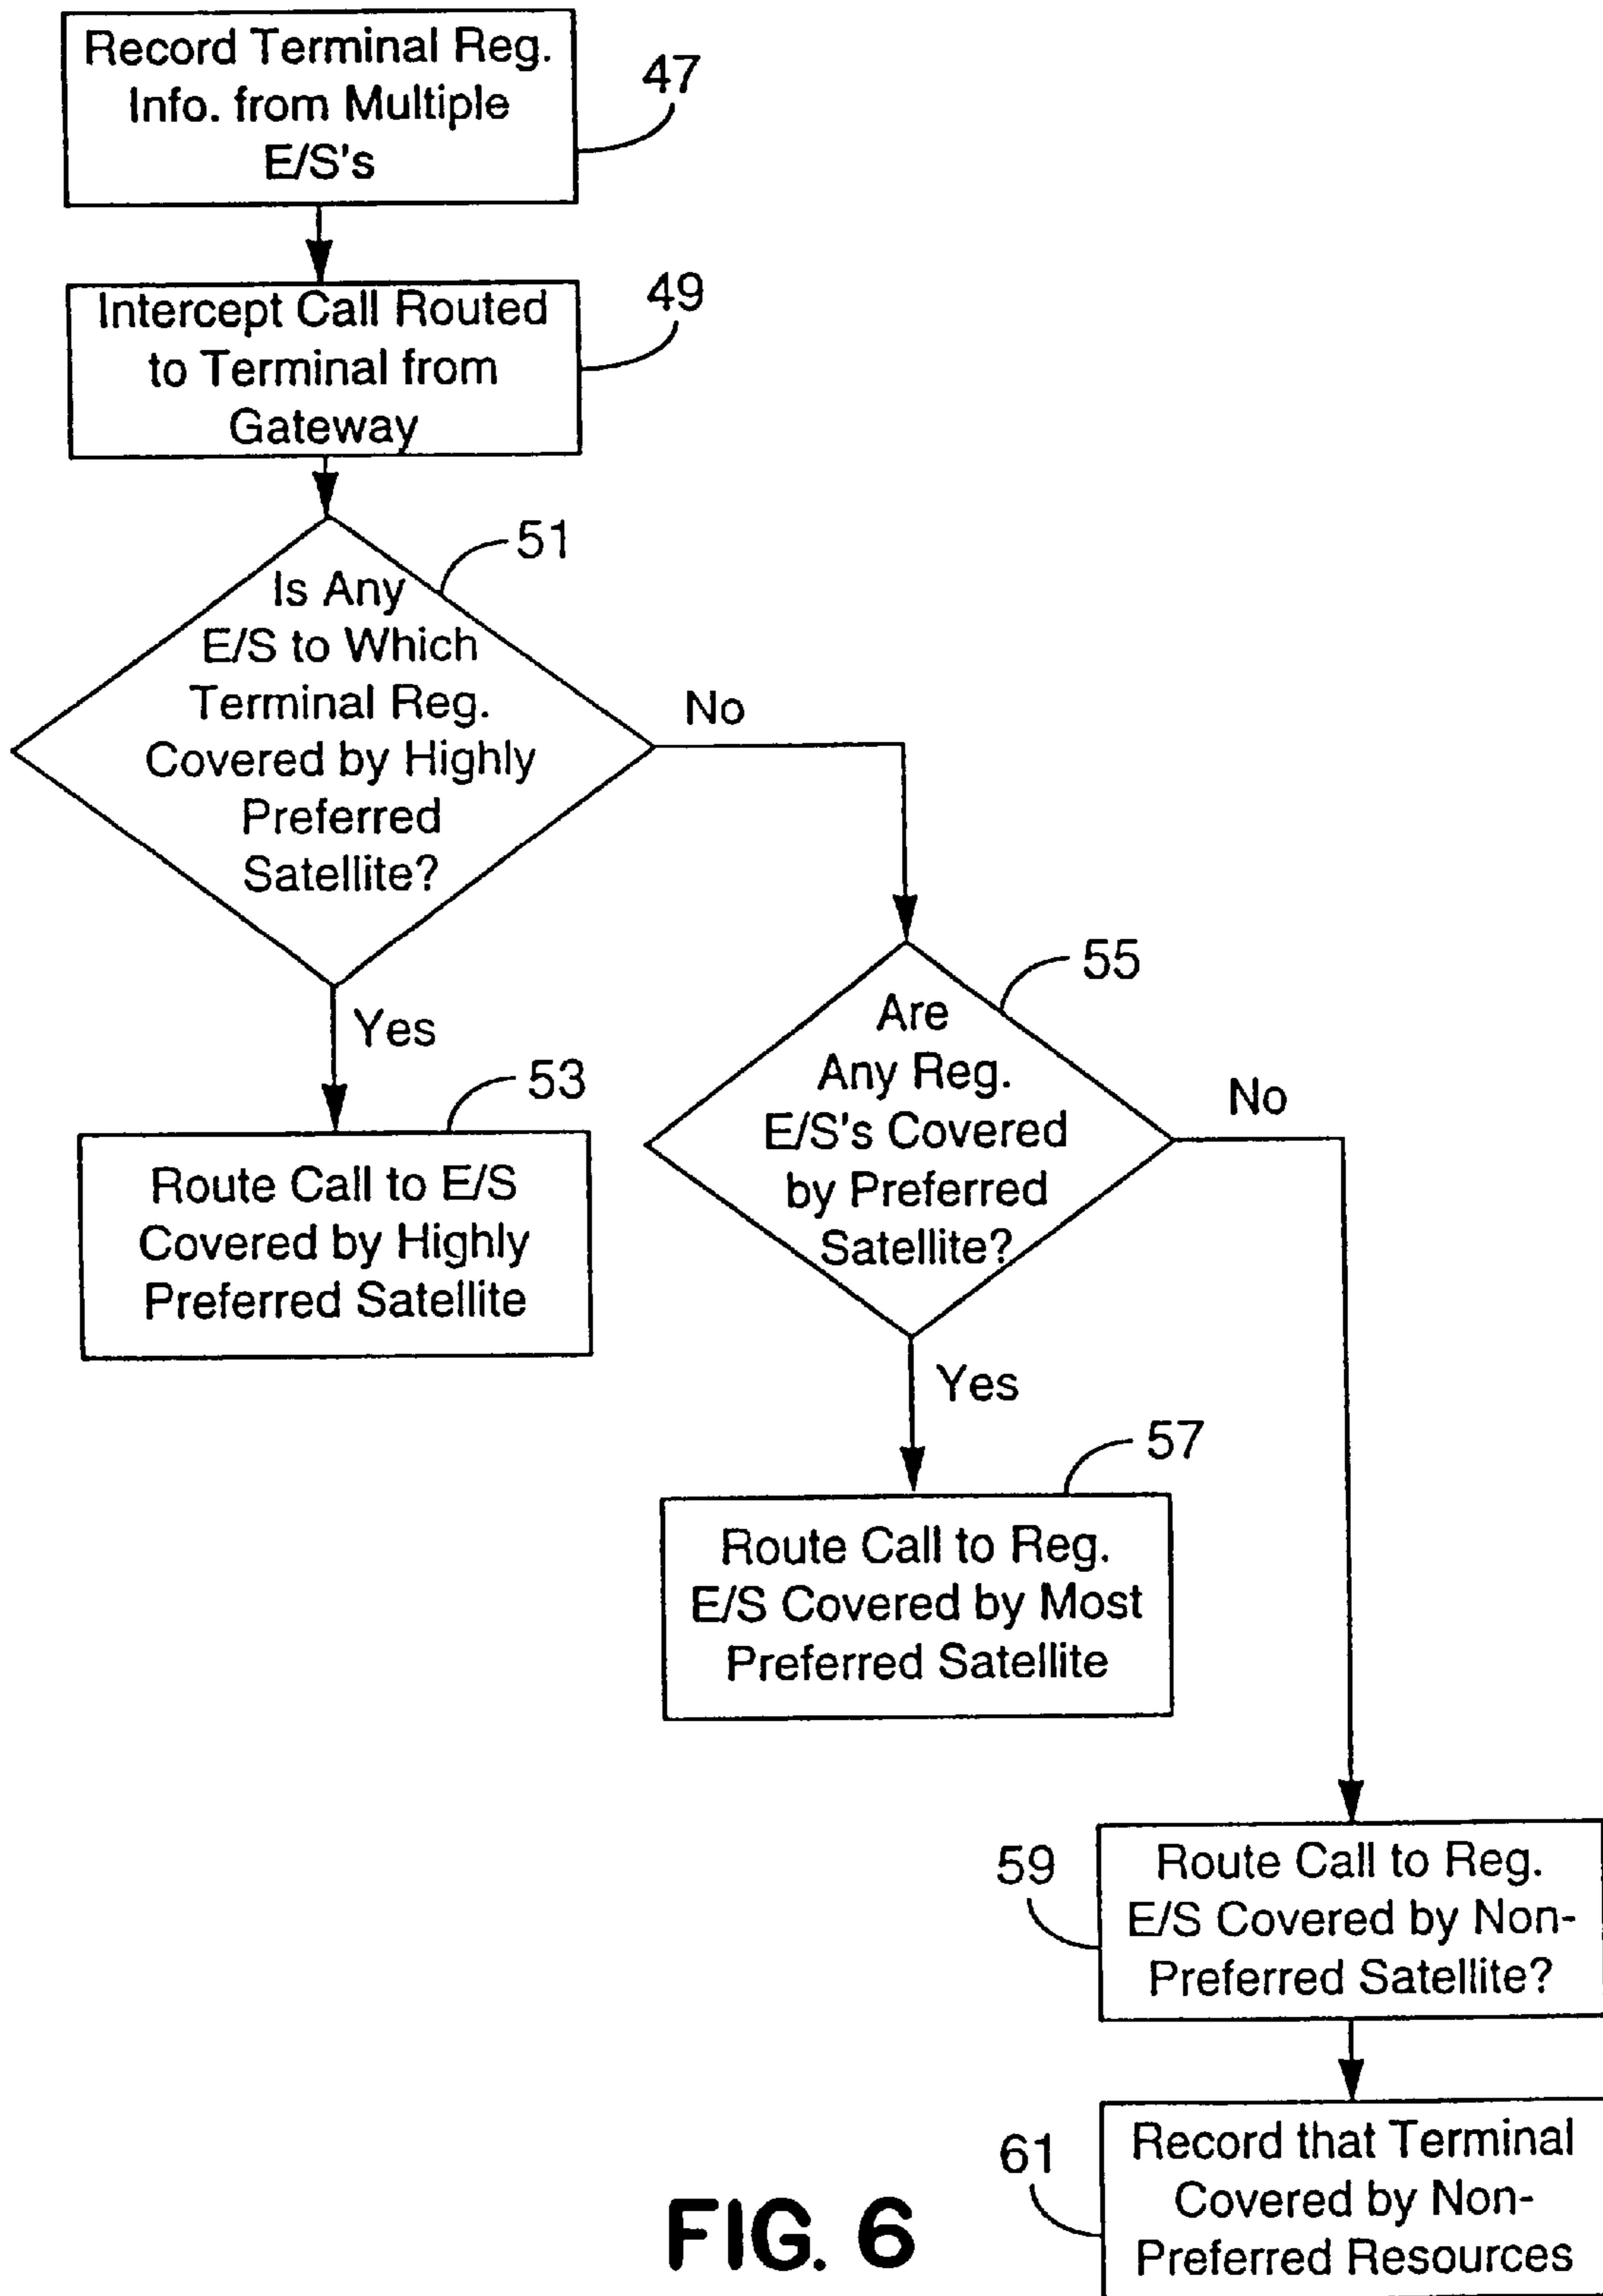 Record Terminal Reg.
Info. from Multiple
E/S's
47
Intercept Call Routed
to Terminal from
Gateway
49
Is Any
E/S to Which
Terminal Reg.
Covered by Highly
Preferred
Satellite?
51
No
Yes
Route Call to E/S
Covered by Highly
Preferred Satellite
53
Are
Any Reg.
E/S's Covered
by Preferred
Satellite?
55
No
Yes
Route Call to Reg.
E/S Covered by Most
Preferred Satellite
57
59
Route Call to Reg.
E/S Covered by Non-
Preferred Satellite?
61
Record that Terminal
Covered by Non-
Preferred Resources
FIG. 6